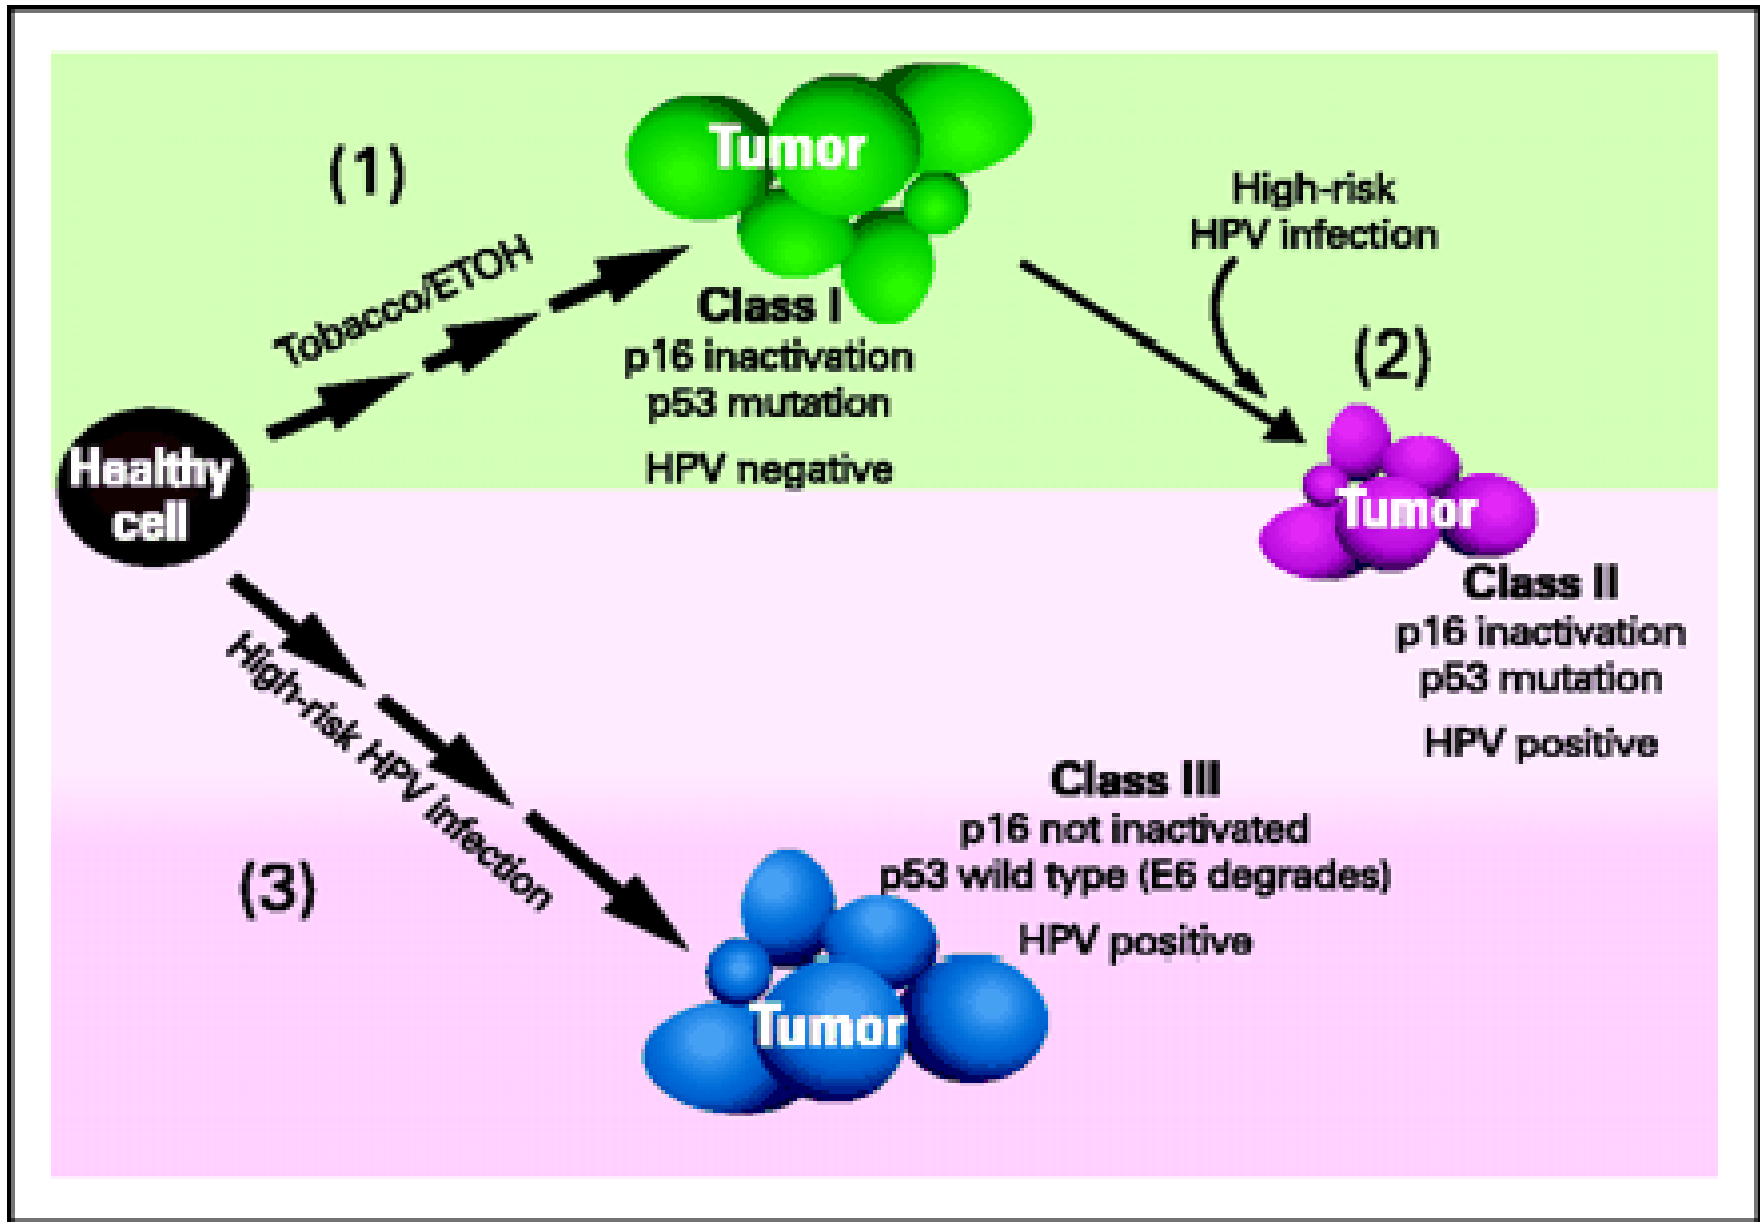 (1)
Tumor
Tobacco/ETOH
Class I
p16 inactivation
p53 mutation
HPV negative
High-risk
HPV infection
(2)
Tumor
Class II
p16 inactivation
p53 mutation
HPV positive
Healthy
cell
High-risk HPV infection
(3)
Class III
p16 not inactivated
p53 wild type (E6 degrades)
HPV positive
Tumor